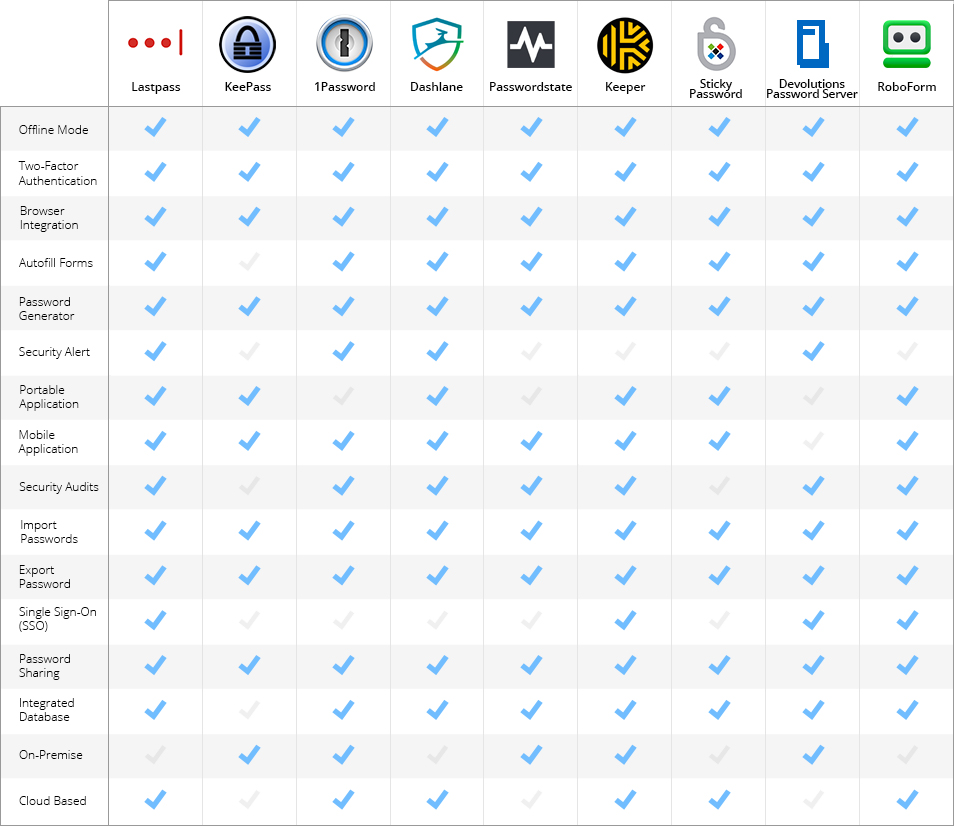 Lastpass
KeePass
1Password
Dashlane
Passwordstate
Keeper
Sticky
Password
Devolutions
Password Server
RoboForm
Offline Mode
Two-Factor
Authentication
Browser
Integration
Autofill Forms
Password
Generator
Security Alert
Portable
Application
Mobile
Application
Security Audits
Import
Passwords
Export
Password
Single Sign-On
(SSO)
Password
Sharing
Integrated
Database
On-Premise
Cloud Based